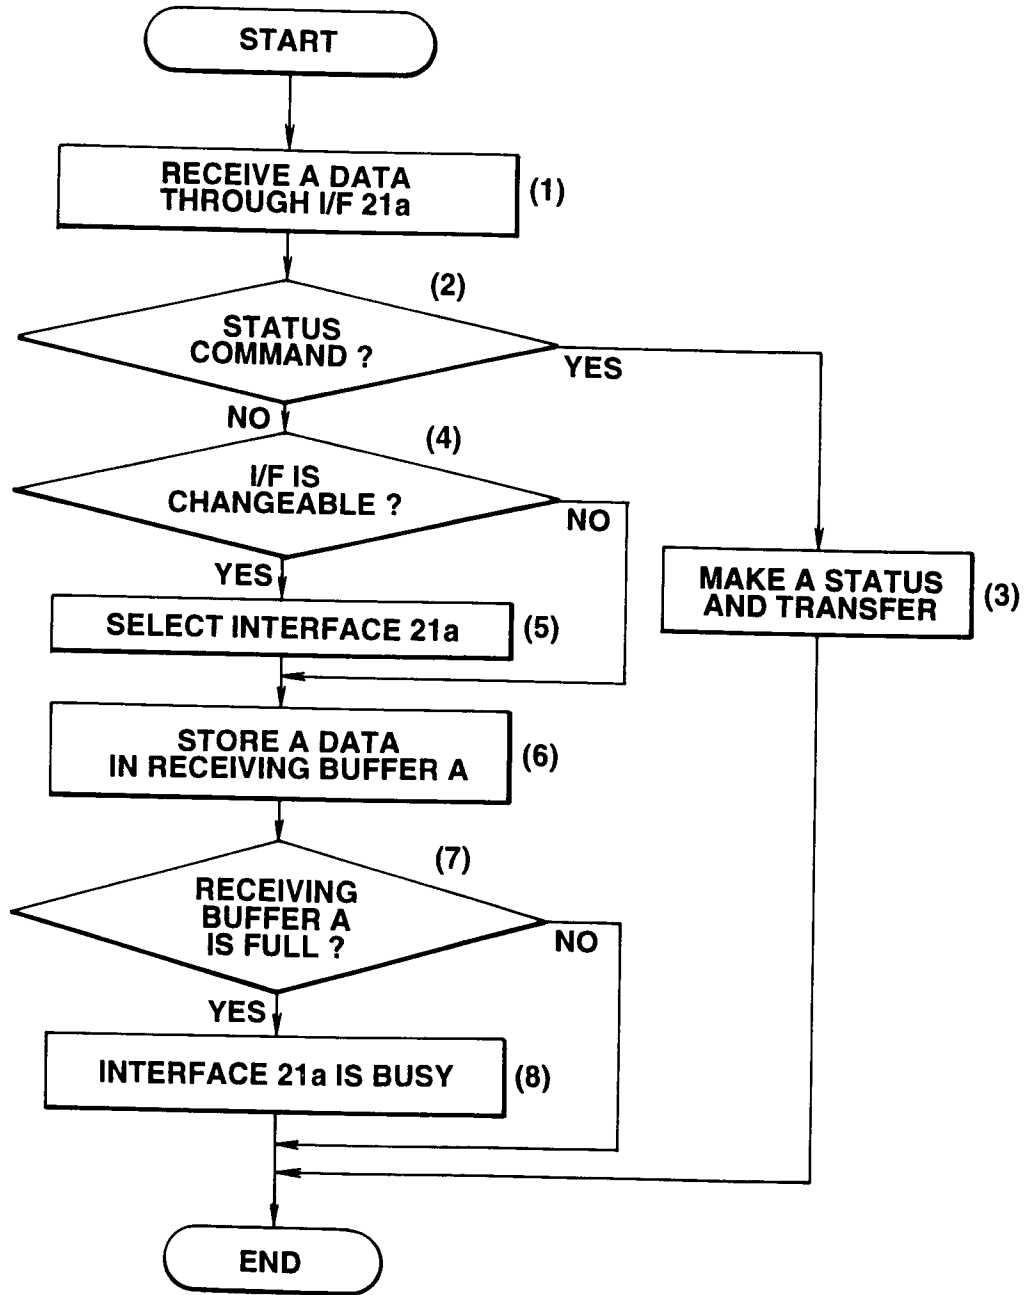 START
RECEIVE A DATA
THROUGH I/F 21a
(1)
(2)
STATUS
COMMAND ?
YES
NO
(4)
I/F IS
CHANGEABLE ?
NO
YES
MAKE A STATUS
AND TRANSFER
(3)
SELECT INTERFACE 21a
(5)
STORE A DATA
IN RECEIVING BUFFER A
(6)
(7)
RECEIVING
BUFFER A
IS FULL ?
NO
YES
INTERFACE 21a IS BUSY
(8)
END